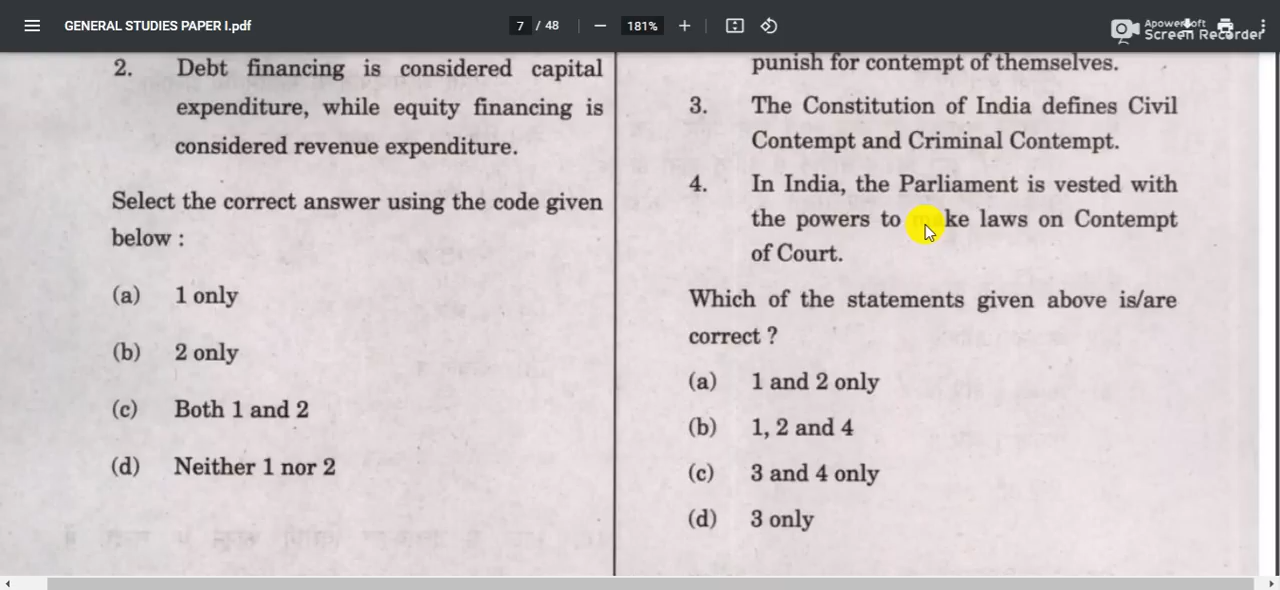 GENERAL STUDIES PAPER I.pdf
7 / 48
181%
Apowersoft
Screen Recorder
2. Debt financing is considered capital
expenditure, while equity financing is
considered revenue expenditure.
Select the correct answer using the code given
below :
(a) 1 only
(b) 2 only
(c) Both 1 and 2
(d) Neither 1 nor 2
punish for contempt of themselves.
3. The Constitution of India defines Civil
Contempt and Criminal Contempt.
4. In India, the Parliament is vested with
the powers to make laws on Contempt
of Court.
Which of the statements given above is/are
correct ?
(a) 1 and 2 only
(b) 1, 2 and 4
(c) 3 and 4 only
(d) 3 only